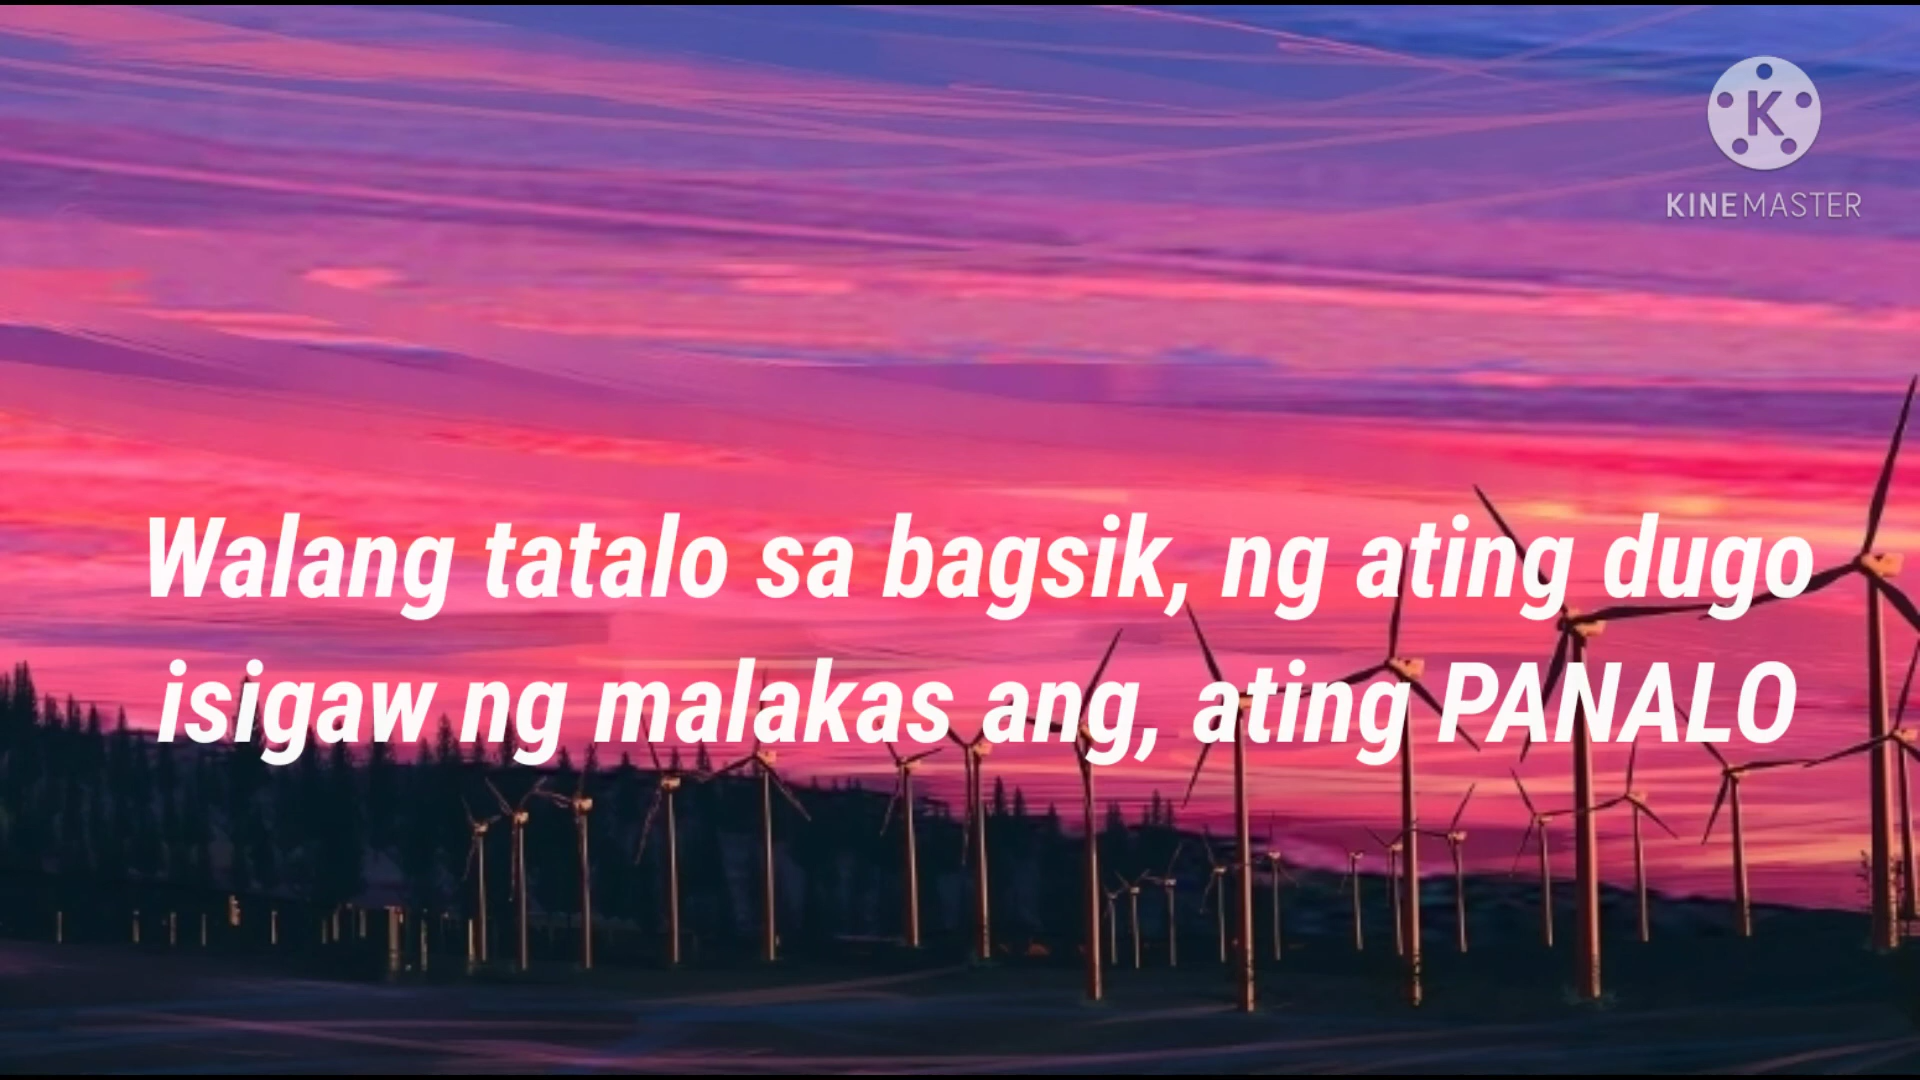 K
KINEMASTER
Walang tatalo sa bagsik, ng ating dugo
isigaw ng malakas ang, ating PANALO